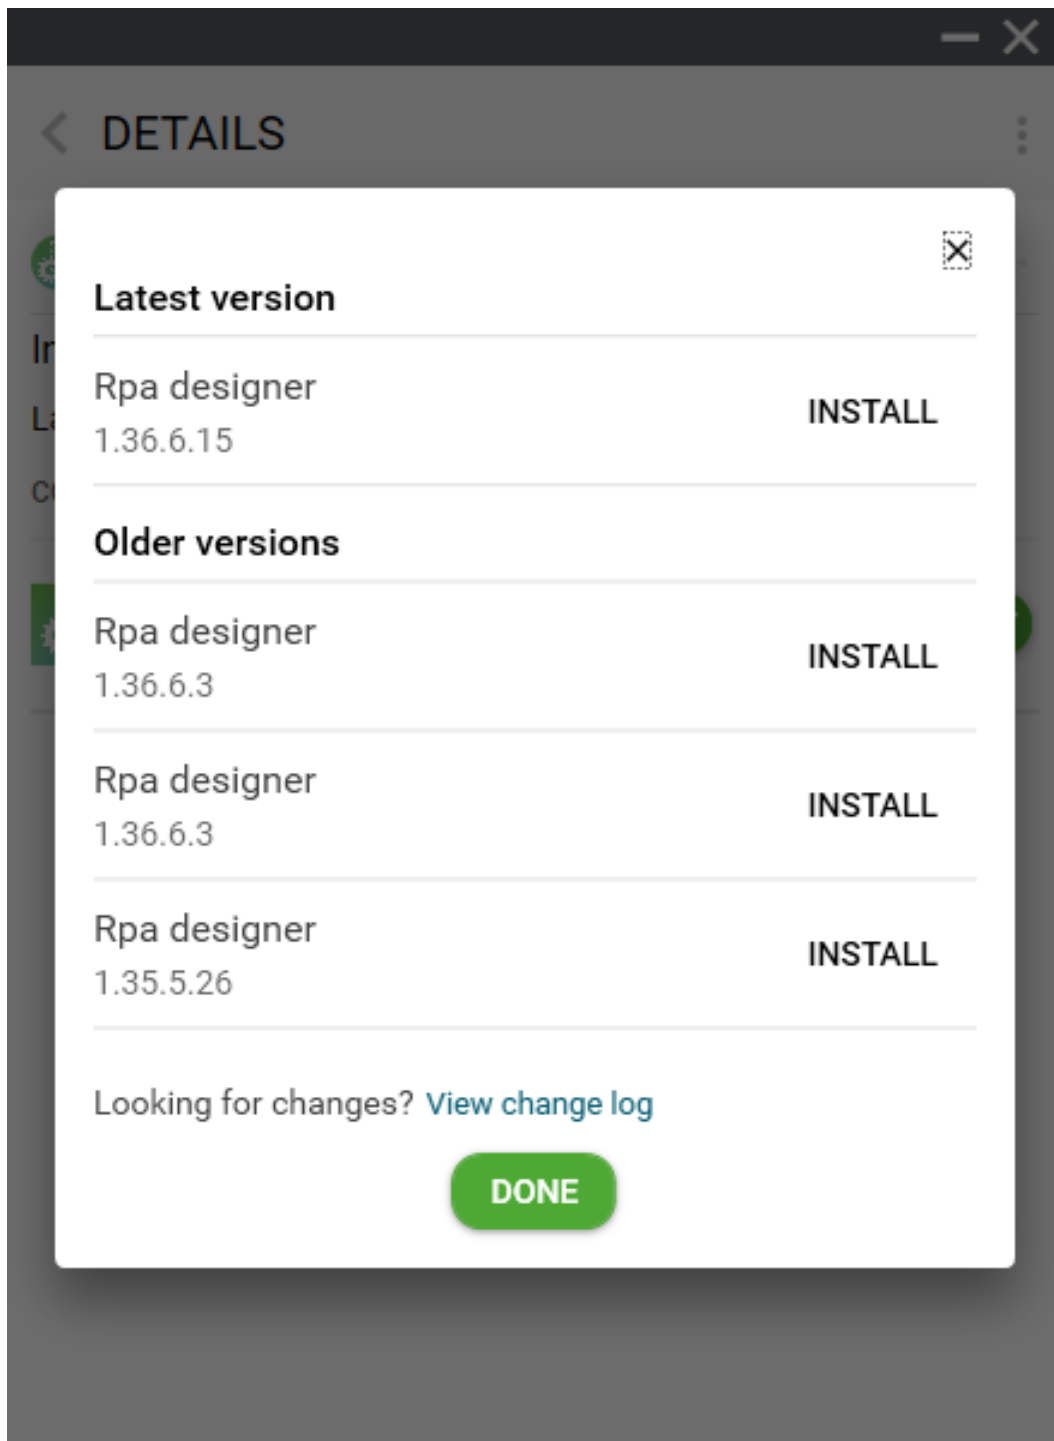 DETAILS
Latest version
Rpa designer
1.36.6.15
INSTALL
Older versions
Rpa designer
1.36.6.3
INSTALL
Rpa designer
1.36.6.3
INSTALL
Rpa designer
1.35.5.26
INSTALL
Looking for changes? View change log
DONE